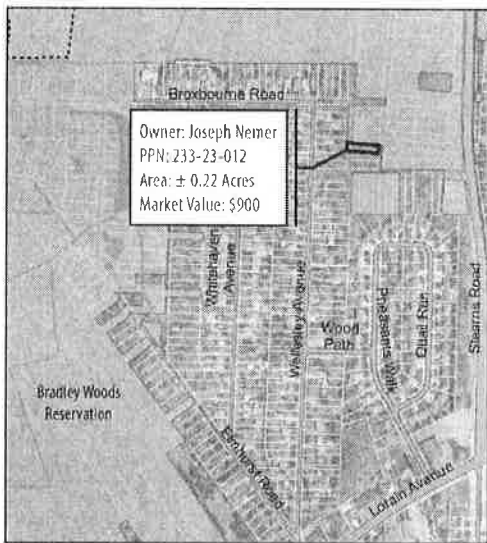 Broxbourne Road
Owner: Joseph Nemer
PPN: 233-23-012
Area: ± 0.22 Acres
Market Value: $900
Whitehaven
Avenue
Wellesley Avenue
Wood
Path
Pheasants Walk
Quail Run
Stearns Road
Bradley Woods
Reservation
Elmhurst Road
Lorain Avenue